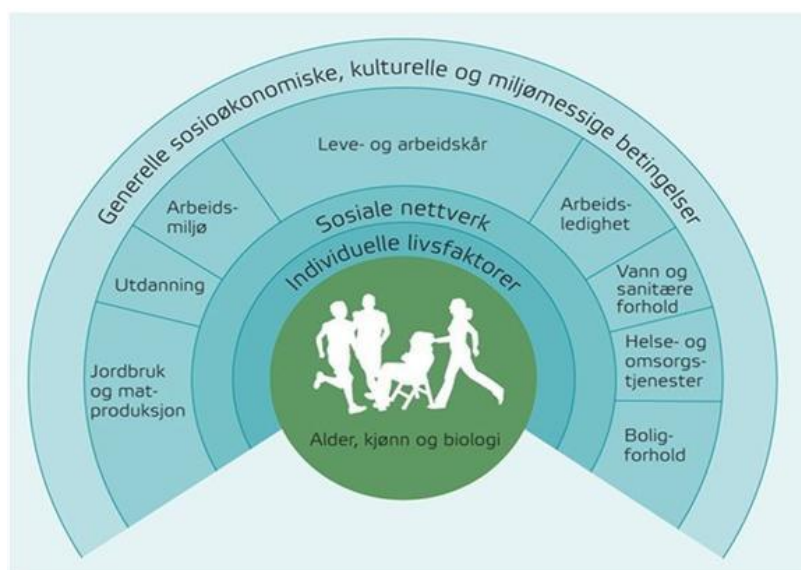 Generelle sosioøkonomiske, kulturelle og miljømessige betingelser
Leve- og arbeidskår
Arbeids-
miljø
Utdanning
Jordbruk
og mat-
produksjon
Arbeids-
ledighet
Vann og
sanitære
forhold
Helse- og
omsorgs-
tjenester
Bolig-
forhold
Sosiale nettverk
Individuelle livsfaktorer
Alder, kjønn og biologi